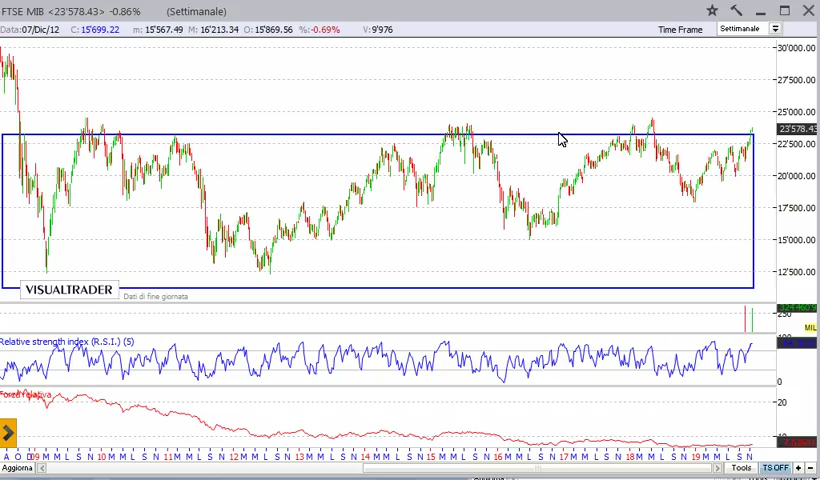 FTSE MIB <23'578.43> -0.86% (Settimanale)
Data:07/Dic/12 C:15'699.22 m:15'567.49 M:16'213.34 O:15'869.56 %:-0.69% V:9'976 Time Frame Settimanale
30'000.00
27'500.00
25'000.00
23'578.43
22'500.00
20'000.00
17'500.00
15'000.00
12'500.00
VISUALTRADER
Dati di fine giornata
250
MIL
Relative strength index (R.S.I.) (5)
100
0
Forza relativa
20
10
A O D 09 M M L S N 10 M M L S N 11 M M L S N 12 M M L S N 13 M M L S N 14 M M L S N 15 M M L S N 16 M M L S N 17 M M L S N 18 M M L S N 19 M M L S N
Aggiorna Tools TS OFF + -